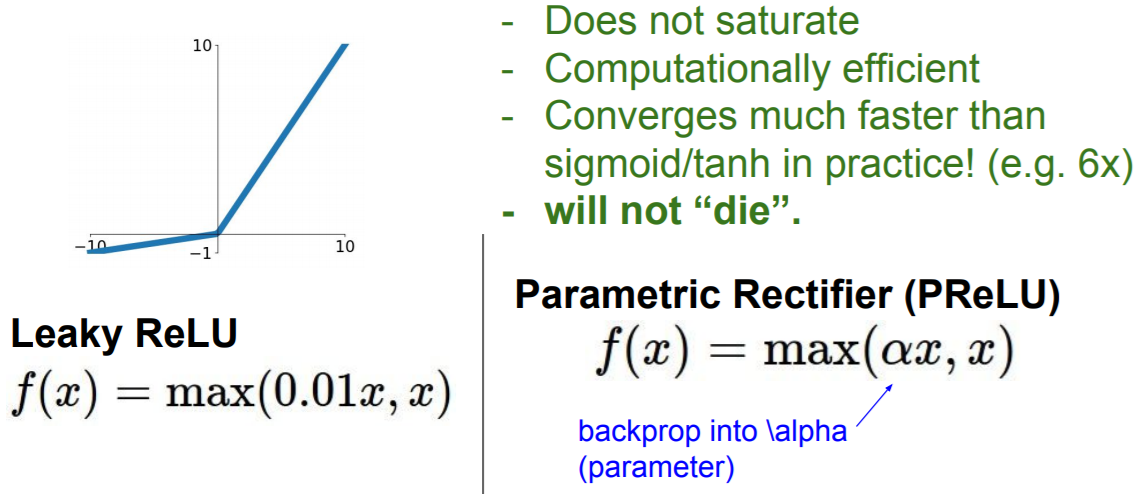 10
−10
−1
10
- Does not saturate
- Computationally efficient
- Converges much faster than
sigmoid/tanh in practice! (e.g. 6x)
- will not “die”.
Leaky ReLU
f(x) = max(0.01x, x)
Parametric Rectifier (PReLU)
f(x) = max(αx, x)
backprop into \alpha
(parameter)